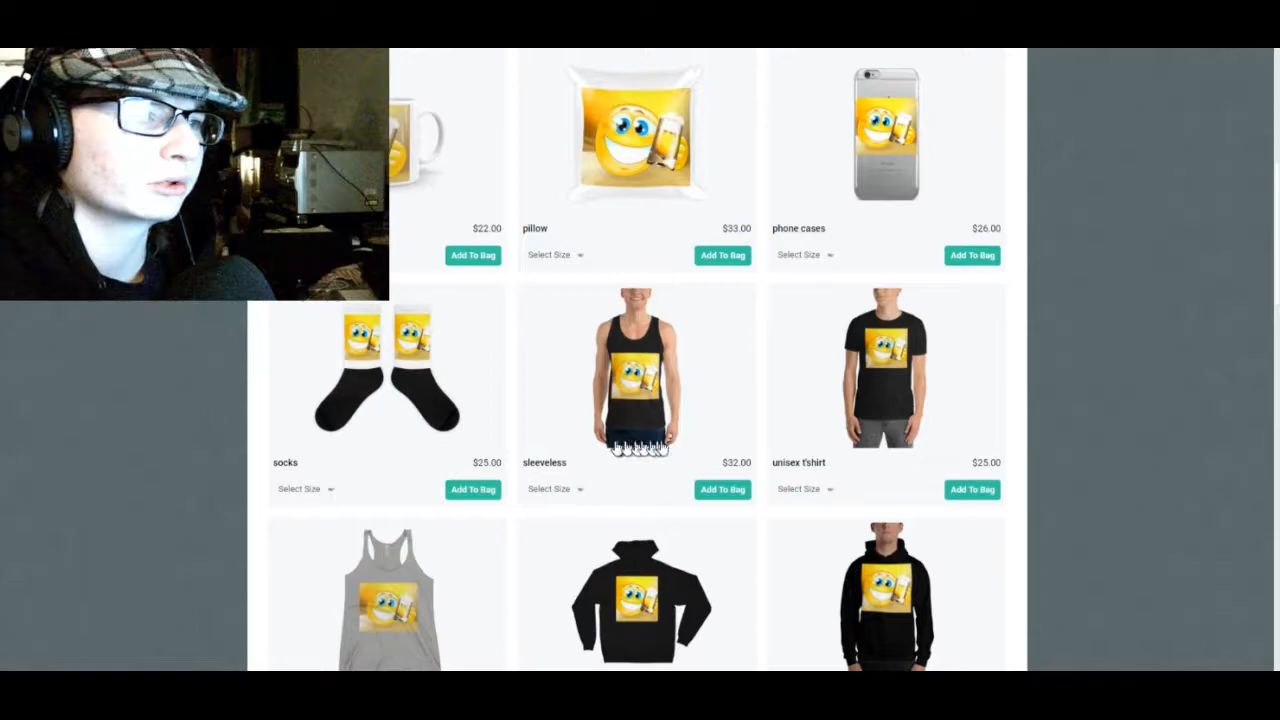 $22.00
pillow $33.00
phone cases $26.00
Add To Bag
Select Size Add To Bag
Select Size Add To Bag
socks $25.00
sleeveless $32.00
unisex t'shirt $25.00
Select Size Add To Bag
Select Size Add To Bag
Select Size Add To Bag